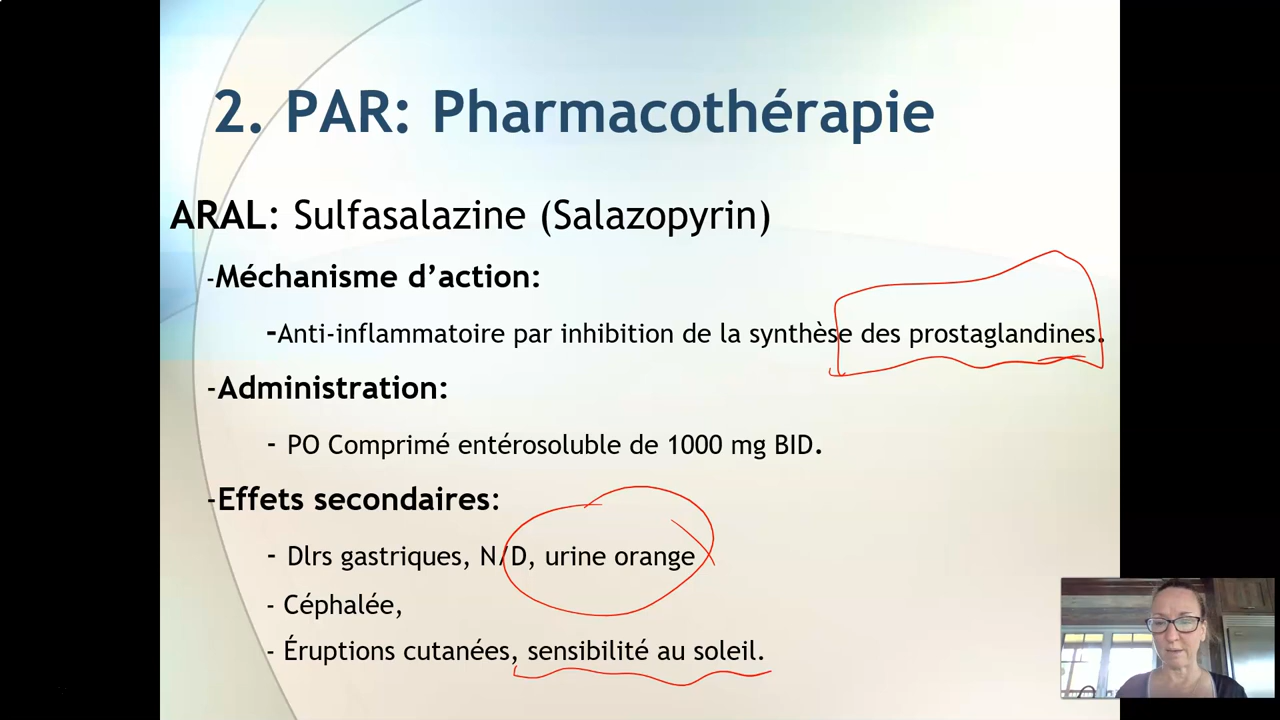 2. PAR: Pharmacothérapie
ARAL: Sulfasalazine (Salazopyrin)
-Méchanisme d’action:
-Anti-inflammatoire par inhibition de la synthèse des prostaglandines.
-Administration:
- PO Comprimé entérosoluble de 1000 mg BID.
-Effets secondaires:
- Dlrs gastriques, N/D, urine orange
- Céphalée,
- Éruptions cutanées, sensibilité au soleil.